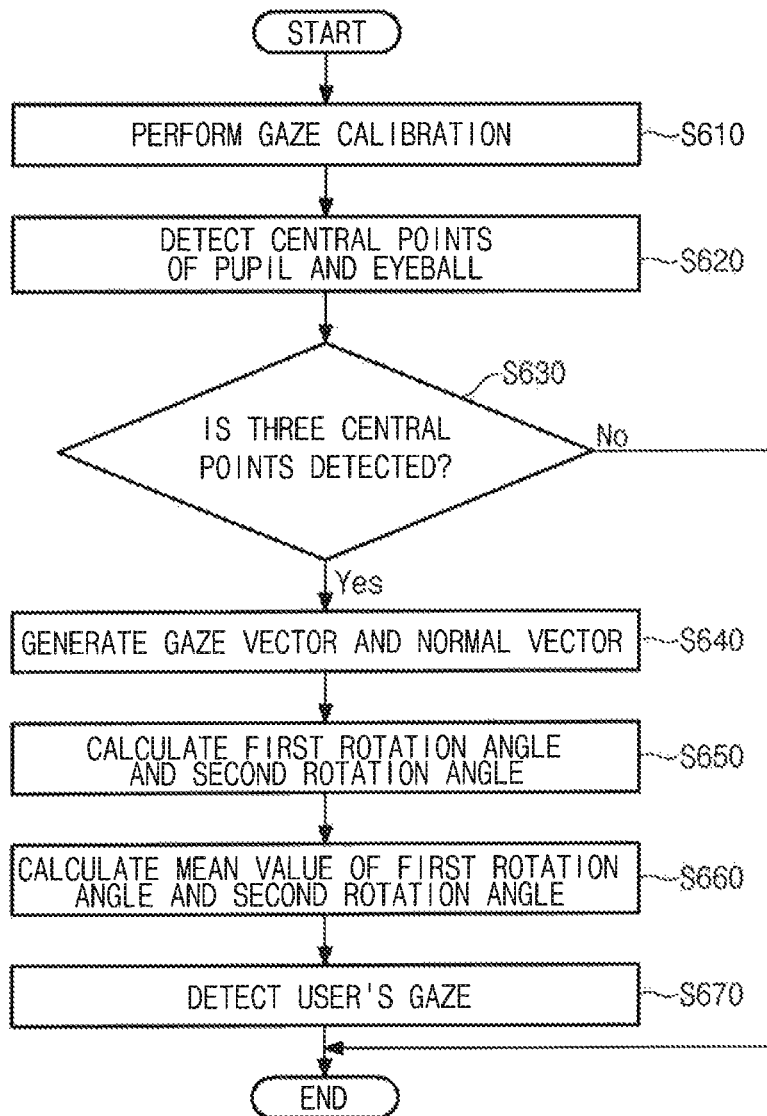 START
PERFORM GAZE CALIBRATION
S610
DETECT CENTRAL POINTS
OF PUPIL AND EYEBALL
S620
S630
IS THREE CENTRAL
POINTS DETECTED?
No
Yes
GENERATE GAZE VECTOR AND NORMAL VECTOR
S640
CALCULATE FIRST ROTATION ANGLE
AND SECOND ROTATION ANGLE
S650
CALCULATE MEAN VALUE OF FIRST ROTATION
ANGLE AND SECOND ROTATION ANGLE
S660
DETECT USER'S GAZE
S670
END